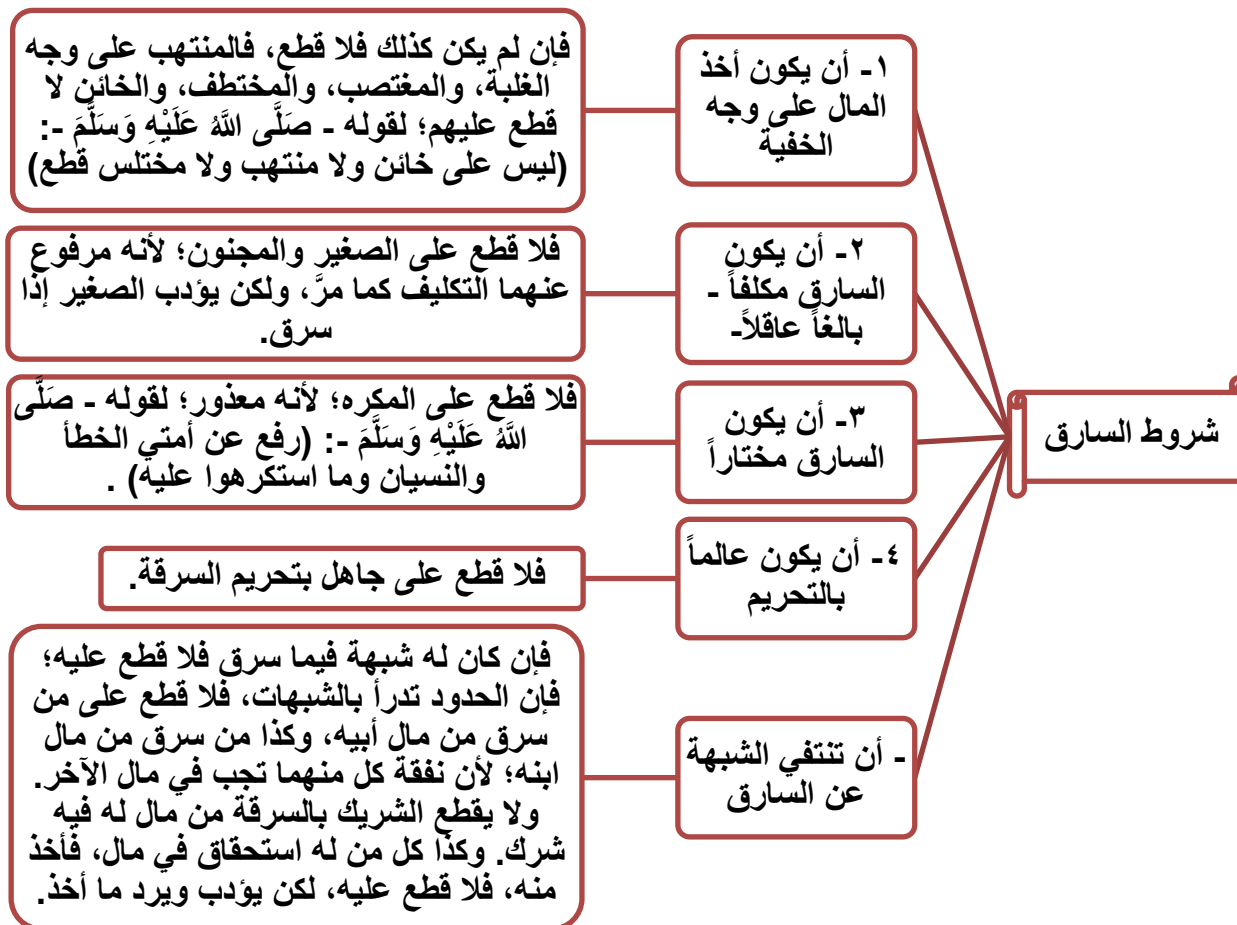 شروط السارق
١- أن يكون أخذ
المال على وجه
الخفية
فإن لم يكن كذلك فلا قطع، فالمنتهب على وجه
الغلبة، والمغتصب، والمختطف، والخائن لا
قطع عليهم؛ لقوله - صَلَّى اللَّهُ عَلَيْهِ وَسَلَّمَ -:
(ليس على خائن ولا منتهب ولا مختلس قطع)
٢- أن يكون
السارق مكلفاً -
بالغاً عاقلاً-
فلا قطع على الصغير والمجنون؛ لأنه مرفوع
عنهما التكليف كما مرَّ، ولكن يؤدب الصغير إذا
سرق.
٣- أن يكون
السارق مختاراً
فلا قطع على المكره؛ لأنه معذور؛ لقوله - صَلَّى
اللَّهُ عَلَيْهِ وَسَلَّمَ -: (رفع عن أمتي الخطأ
والنسيان وما استكرهوا عليه) .
٤- أن يكون عالماً
بالتحريم
فلا قطع على جاهل بتحريم السرقة.
- أن تنتفي الشبهة
عن السارق
فإن كان له شبهة فيما سرق فلا قطع عليه؛
فإن الحدود تدرأ بالشبهات، فلا قطع على من
سرق من مال أبيه، وكذا من سرق من مال
ابنه؛ لأن نفقة كل منهما تجب في مال الآخر.
ولا يقطع الشريك بالسرقة من مال له فيه
شرك. وكذا كل من له استحقاق في مال، فأخذ
منه، فلا قطع عليه، لكن يؤدب ويرد ما أخذ.